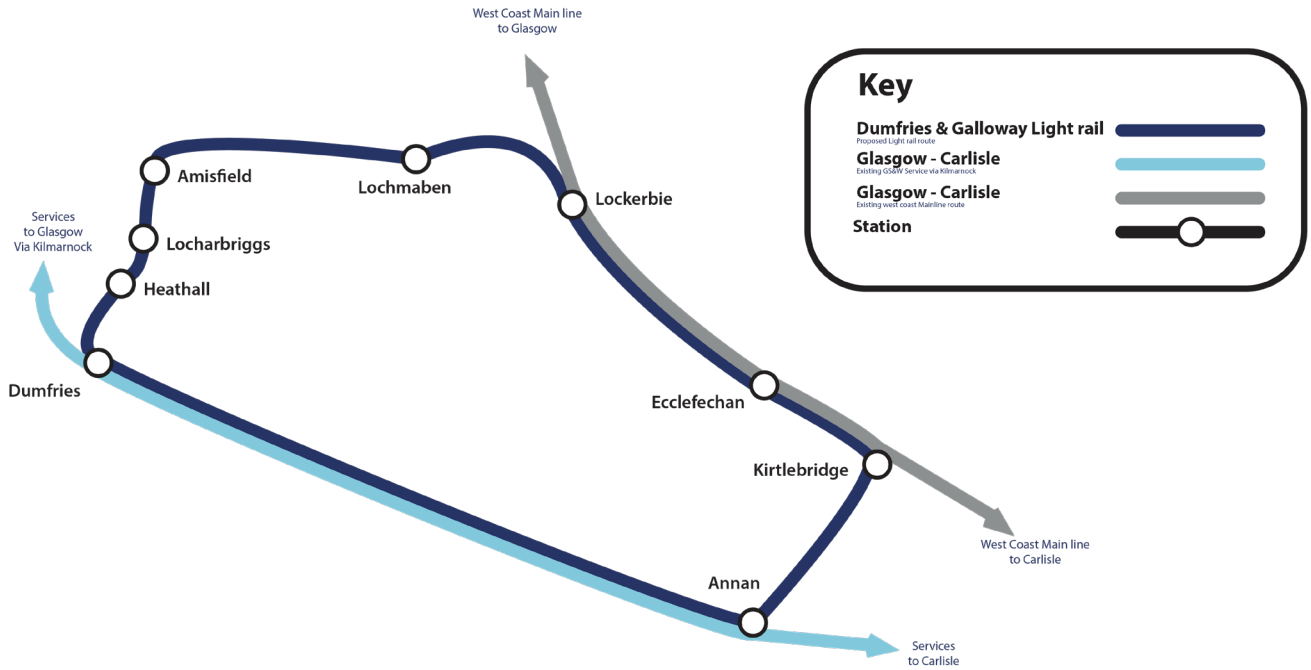 West Coast Main line
to Glasgow
Key
Dumfries & Galloway Light rail
Proposed Light rail route
Glasgow - Carlisle
Existing GS&W Service via Kilmarnock
Glasgow - Carlisle
Existing west coast Mainline route
Station
Amisfield
Lochmaben
Lockerbie
Services
to Glasgow
Via Kilmarnock
Locharbriggs
Heathall
Dumfries
Ecclefechan
Kirtlebridge
West Coast Main line
to Carlisle
Annan
Services
to Carlisle